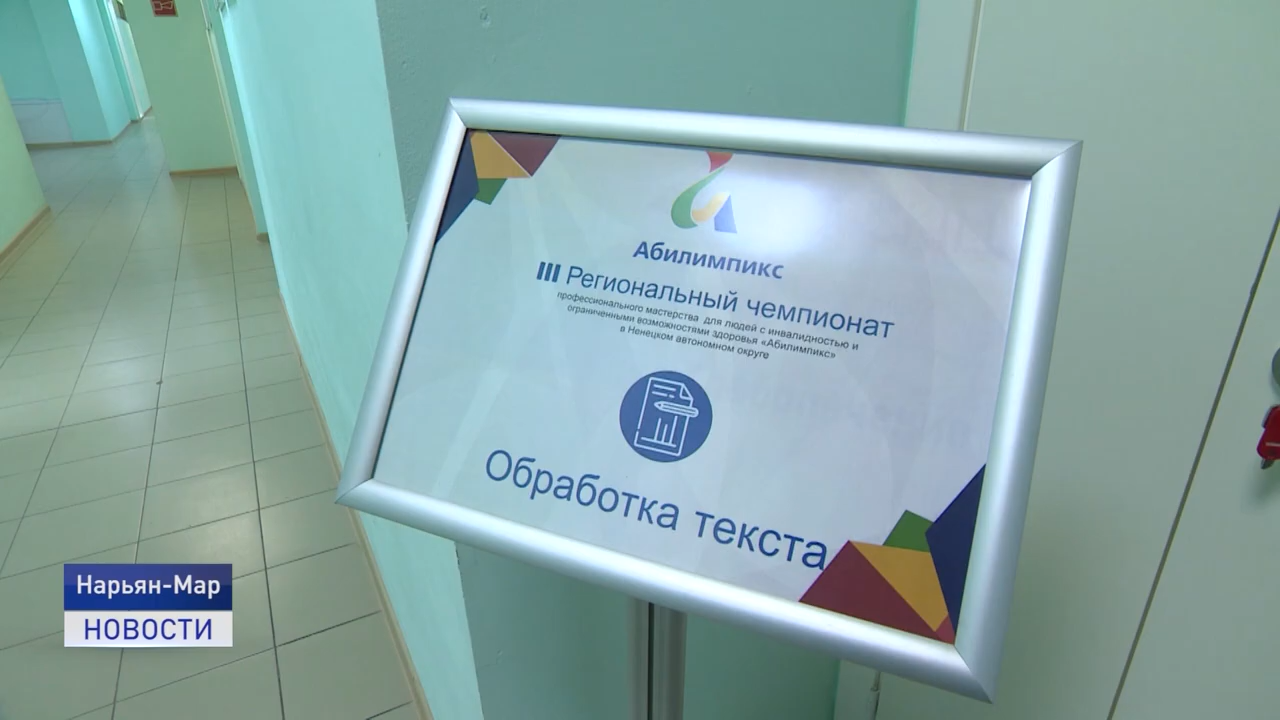 Абилимпикс
III Региональный чемпионат
профессионального мастерства для людей с инвалидностью и
ограниченными возможностями здоровья «Абилимпикс»
в Ненецком автономном округе
Обработка текста
Нарьян-Мар
НОВОСТИ